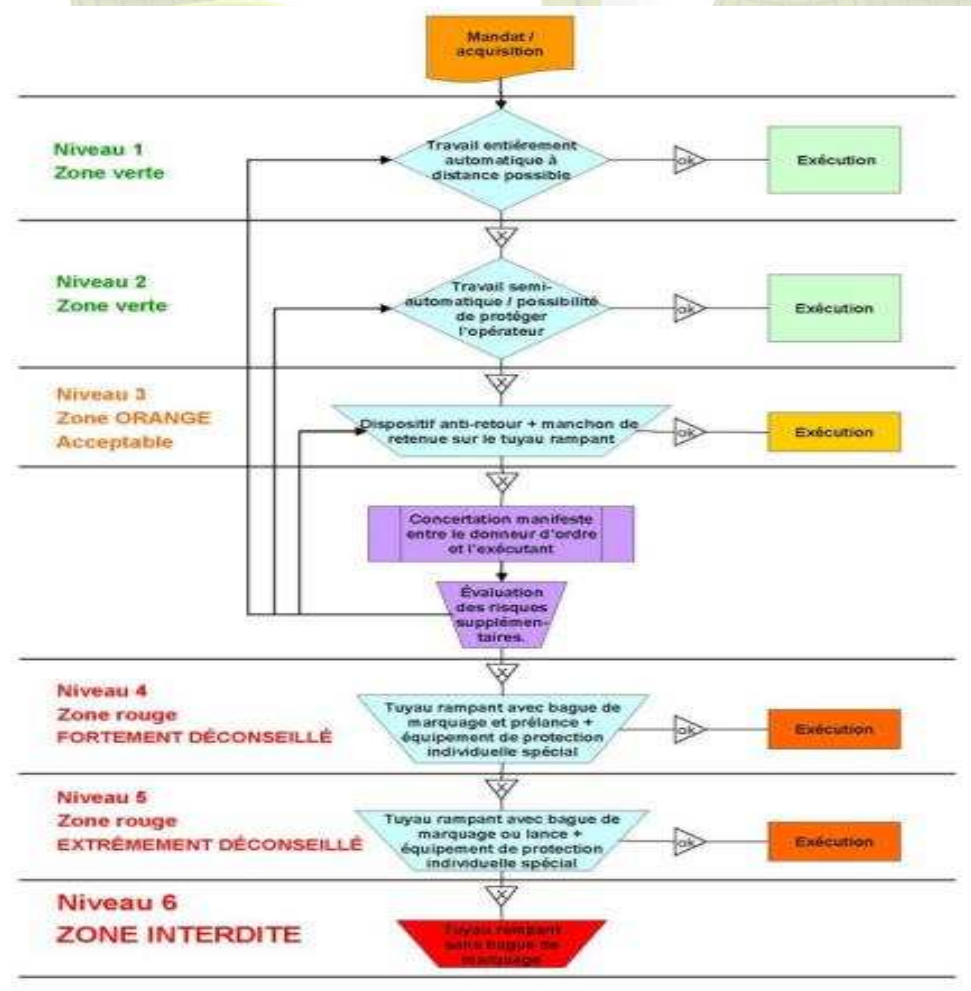 Mandat /
acquisition
Niveau 1
Zone verte
Travail entiérement
automatique à
distance possible
ok
Exécution
X
Niveau 2
Zone verte
Travail semi-
automatique / possibilité
de protéger
l'opérateur
ok
Exécution
X
Niveau 3
Zone ORANGE
Acceptable
Dispositif anti-retour + manchon de
retenue sur le tuyau rampant
ok
Exécution
X
Concertation manifeste
entre le donneur d'ordre
et l'exécutant
Évaluation
des risques
supplémen-
taires.
X
Niveau 4
Zone rouge
FORTEMENT DÉCONSEILLÉ
Tuyau rampant avec bague de
marquage et prélance +
équipement de protection
individuelle spécial
ok
Exécution
X
Niveau 5
Zone rouge
EXTRÊMEMENT DÉCONSEILLÉ
Tuyau rampant avec bague de
marquage ou lance +
équipement de protection
individuelle spécial
ok
Exécution
X
Niveau 6
ZONE INTERDITE
Tuyau rampant
sans bague de
marquage